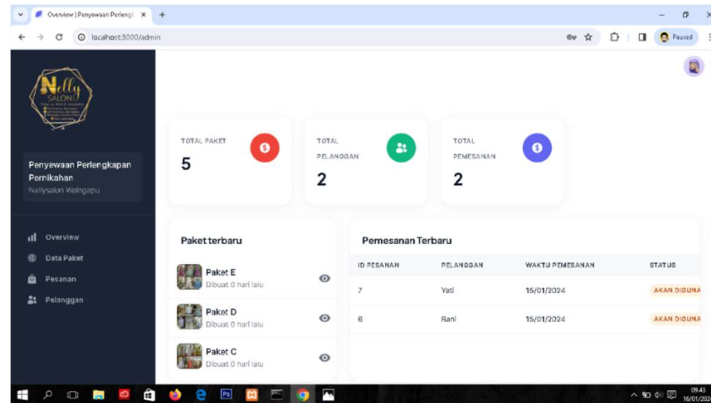 Overview | Penyewaan Perlengk
localhost:3000/admin
Paused
Nelly
SALON
Penyewaan Perlengkapan
Pernikahan
Nellysalon Waingapu
Overview
Data Paket
Pesanan
Pelanggan
TOTAL PAKET
5
TOTAL
PELANGGAN
2
TOTAL
PEMESANAN
2
Paket terbaru
Paket E
Dibuat 0 hari lalu
Paket D
Dibuat 0 hari lalu
Paket C
Dibuat 0 hari lalu
Pemesanan Terbaru
ID PESANAN PELANGGAN WAKTU PEMESANAN STATUS
7 Yati 15/01/2024 AKAN DIGUNA
6 Rani 15/01/2024 AKAN DIGUNA
09.43
16/01/202